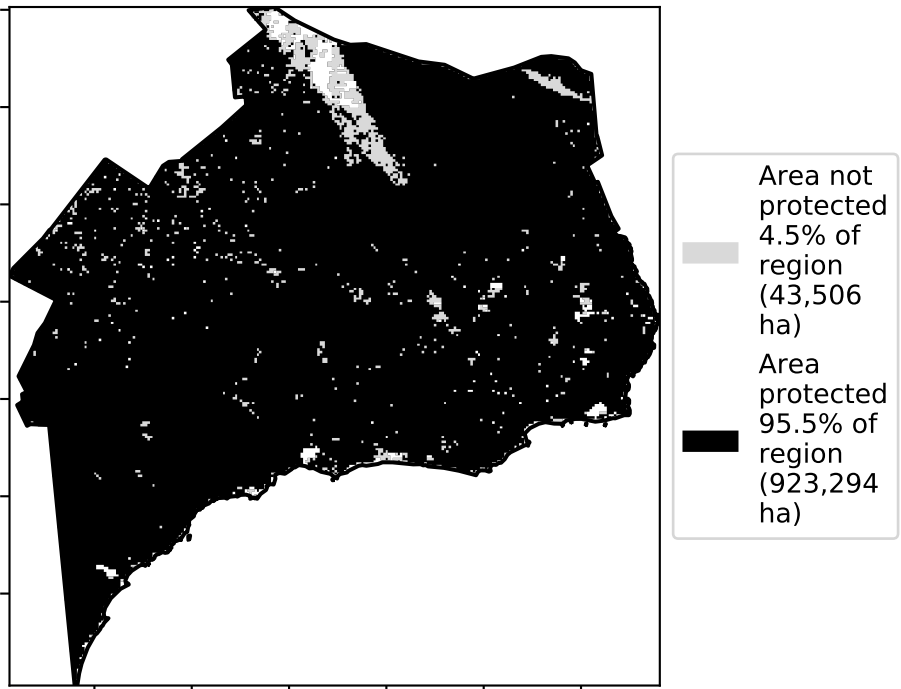 Area not
protected
4.5% of
region
(43,506
ha)
Area
protected
95.5% of
region
(923,294
ha)